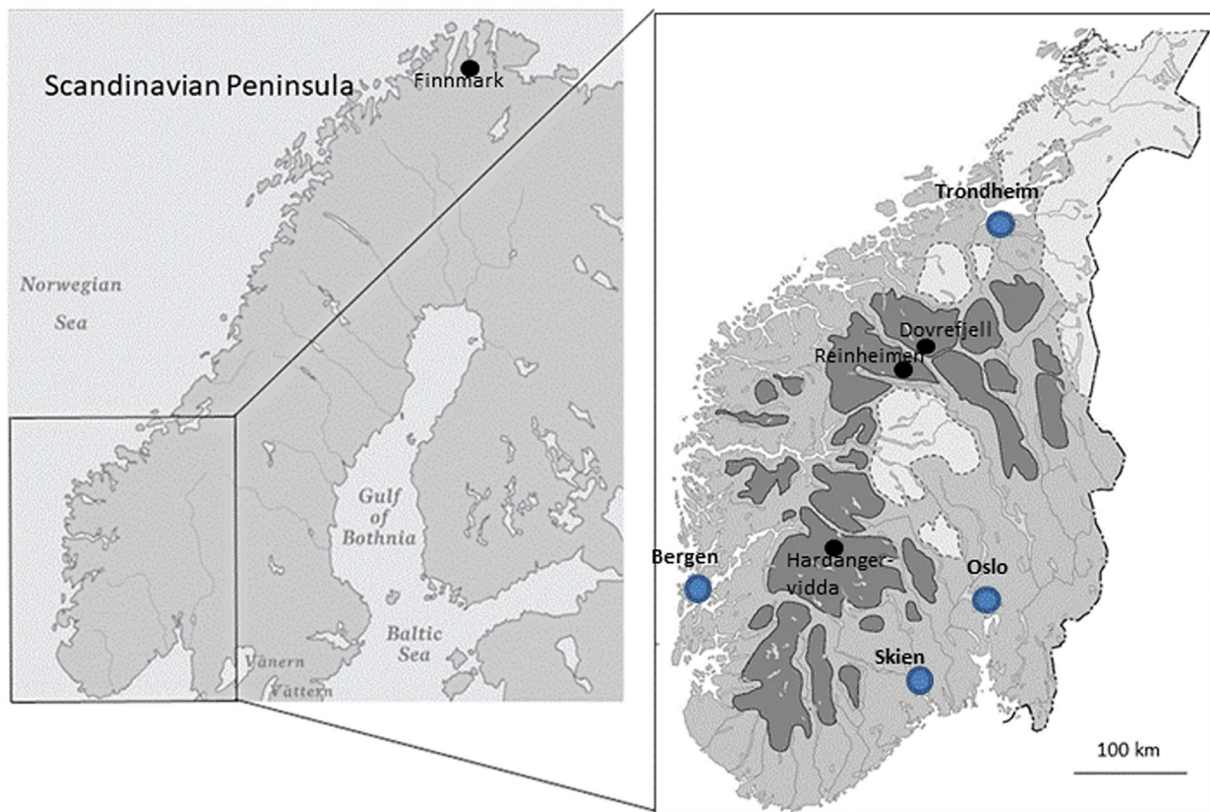 Scandinavian Peninsula
Finnmark
Norwegian
Sea
Gulf
of
Bothnia
Baltic
Sea
Vänern
Vättern
Trondheim
Dovrefjell
Reinheimen
Bergen
Hardanger-
vidda
Oslo
Skien
100 km